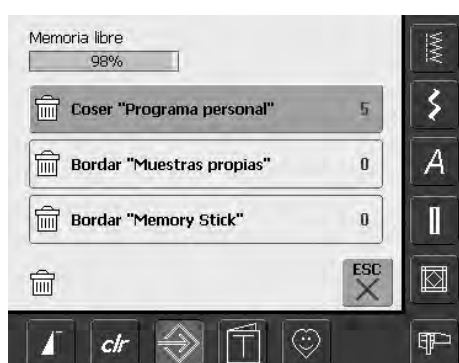 Memoria libre
98%
Coser "Programa personal" 5
Bordar "Muestras propias" 0
Bordar "Memory Stick" 0
ESC
A
clr